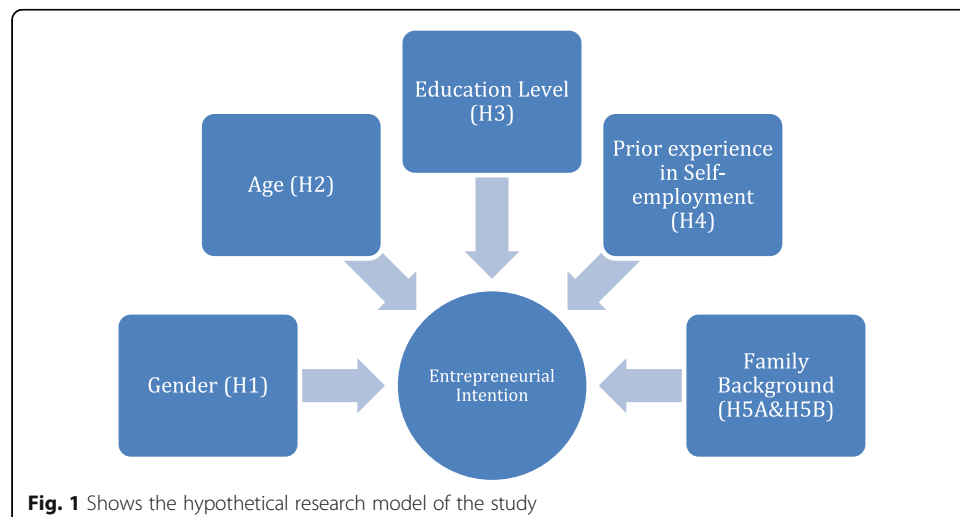 Education Level
(H3)
Age (H2)
Prior experience
in Self-
employment
(H4)
Gender (H1)
Entrepreneurial
Intention
Family
Background
(H5A&H5B)
Fig. 1 Shows the hypothetical research model of the study